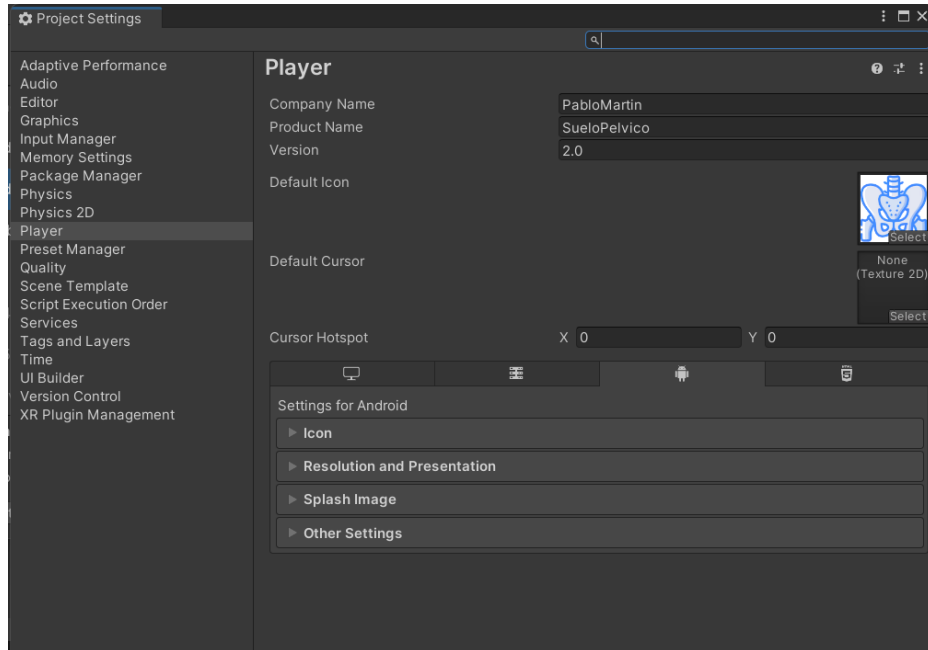 Project Settings
Adaptive Performance
Audio
Editor
Graphics
Input Manager
Memory Settings
Package Manager
Physics
Physics 2D
Player
Preset Manager
Quality
Scene Template
Script Execution Order
Services
Tags and Layers
Time
UI Builder
Version Control
XR Plugin Management
Player
Company Name PabloMartin
Product Name SueloPelvico
Version 2.0
Default Icon
Select
Default Cursor
None
(Texture 2D)
Select
Cursor Hotspot X 0 Y 0
Settings for Android
Icon
Resolution and Presentation
Splash Image
Other Settings